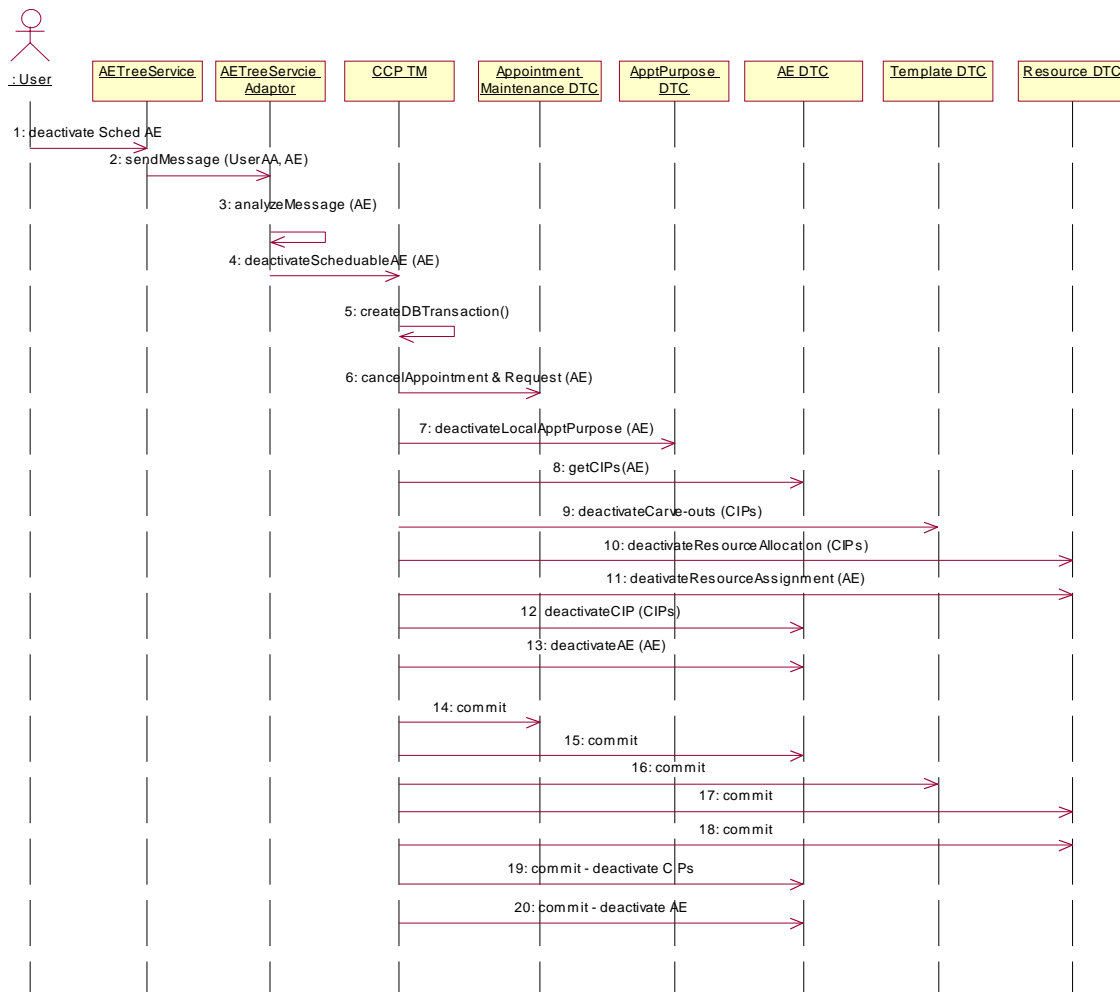 : User
AETreeService
AETreeServcie
Adaptor
CCP TM
Appointment
Maintenance DTC
ApptPurpose
DTC
AE DTC
Template DTC
Resource DTC
1: deactivate Sched AE
2: sendMessage (UserAA, AE)
3: analyzeMessage (AE)
4: deactivateScheduableAE (AE)
5: createDBTransaction()
6: cancelAppointment & Request (AE)
7: deactivateLocalApptPurpose (AE)
8: getCIPs(AE)
9: deactivateCarve-outs (CIPs)
10: deactivateResourceAllocation (CIPs)
11: deativateResourceAssignment (AE)
12: deactivateCIP (CIPs)
13: deactivateAE (AE)
14: commit
15: commit
16: commit
17: commit
18: commit
19: commit - deactivate CIPs
20: commit - deactivate AE